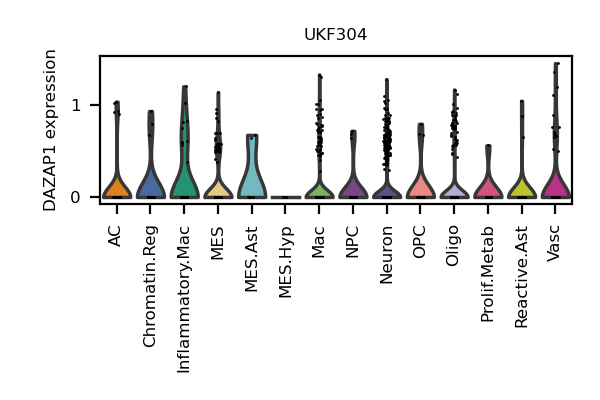 UKF304
DAZAP1 expression
1
0
AC
Chromatin.Reg
Inflammatory.Mac
MES
MES.Ast
MES.Hyp
Mac
NPC
Neuron
OPC
Oligo
Prolif.Metab
Reactive.Ast
Vasc